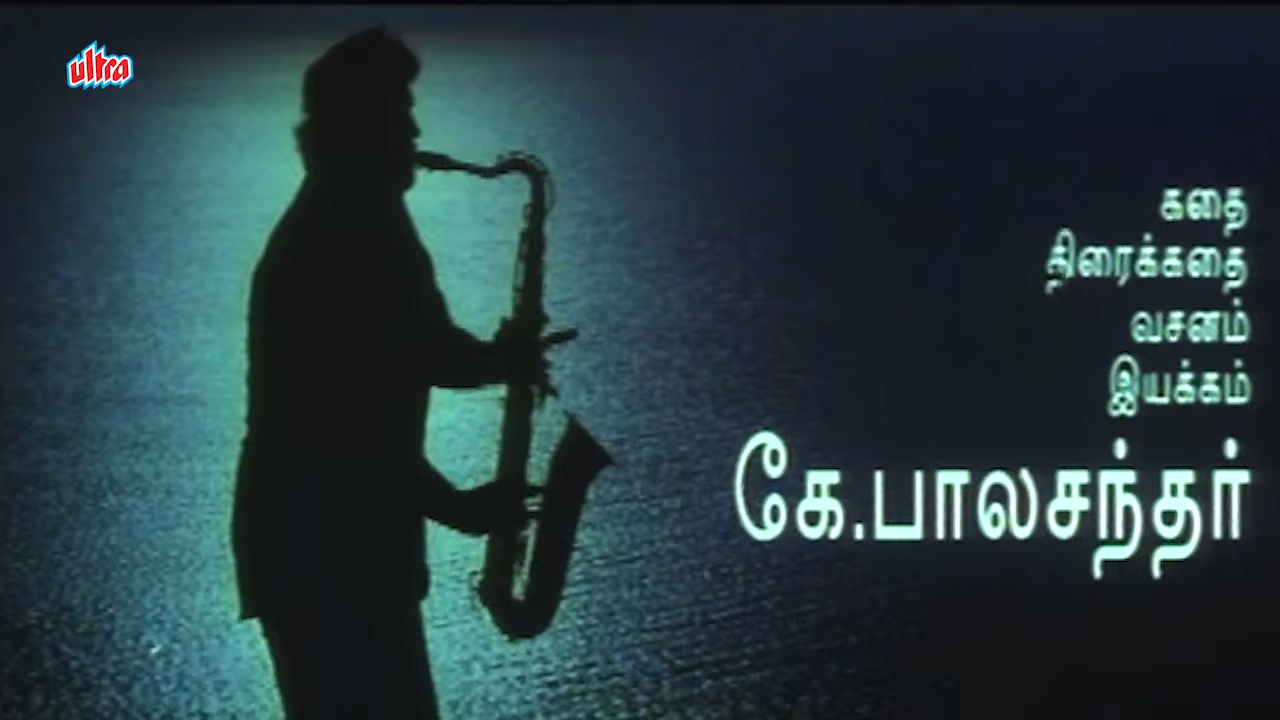 ultra
கதை
திரைக்கதை
வசனம்
இயக்கம்
கே.பாலசந்தர்